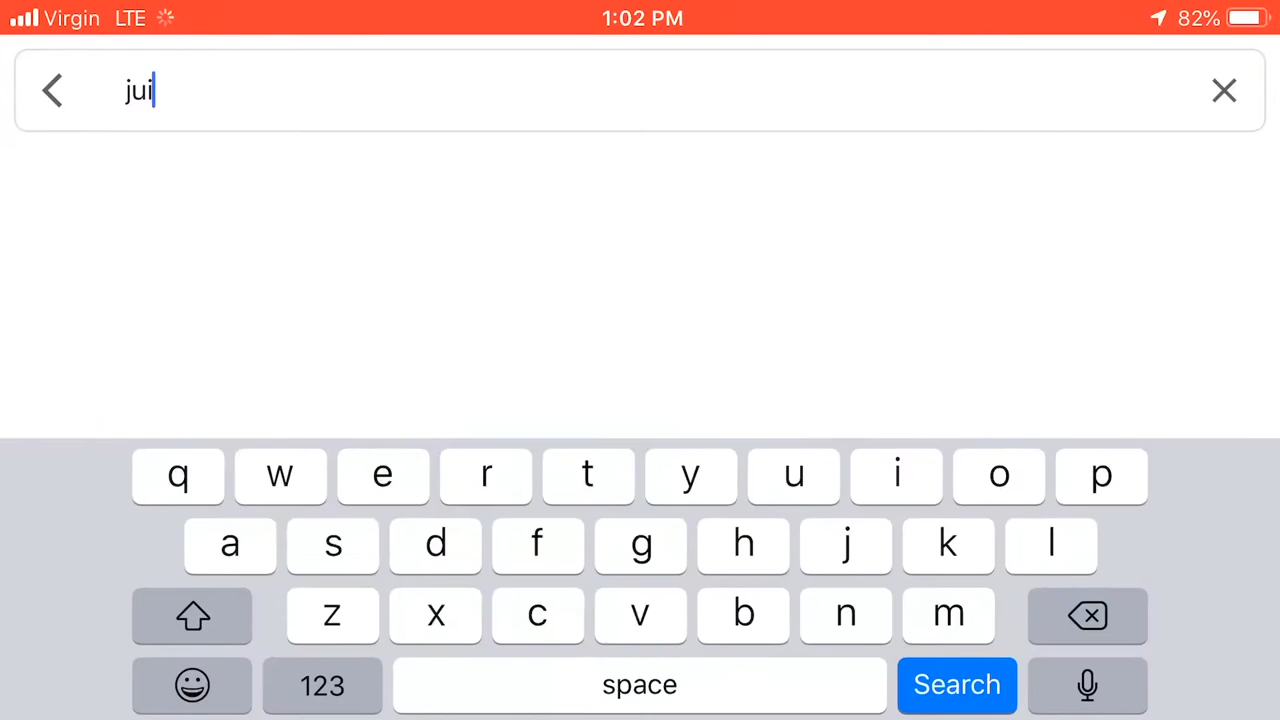 Virgin LTE 1:02 PM 82%
jui
q w e r t y u i o p
a s d f g h j k l
z x c v b n m
123 space Search